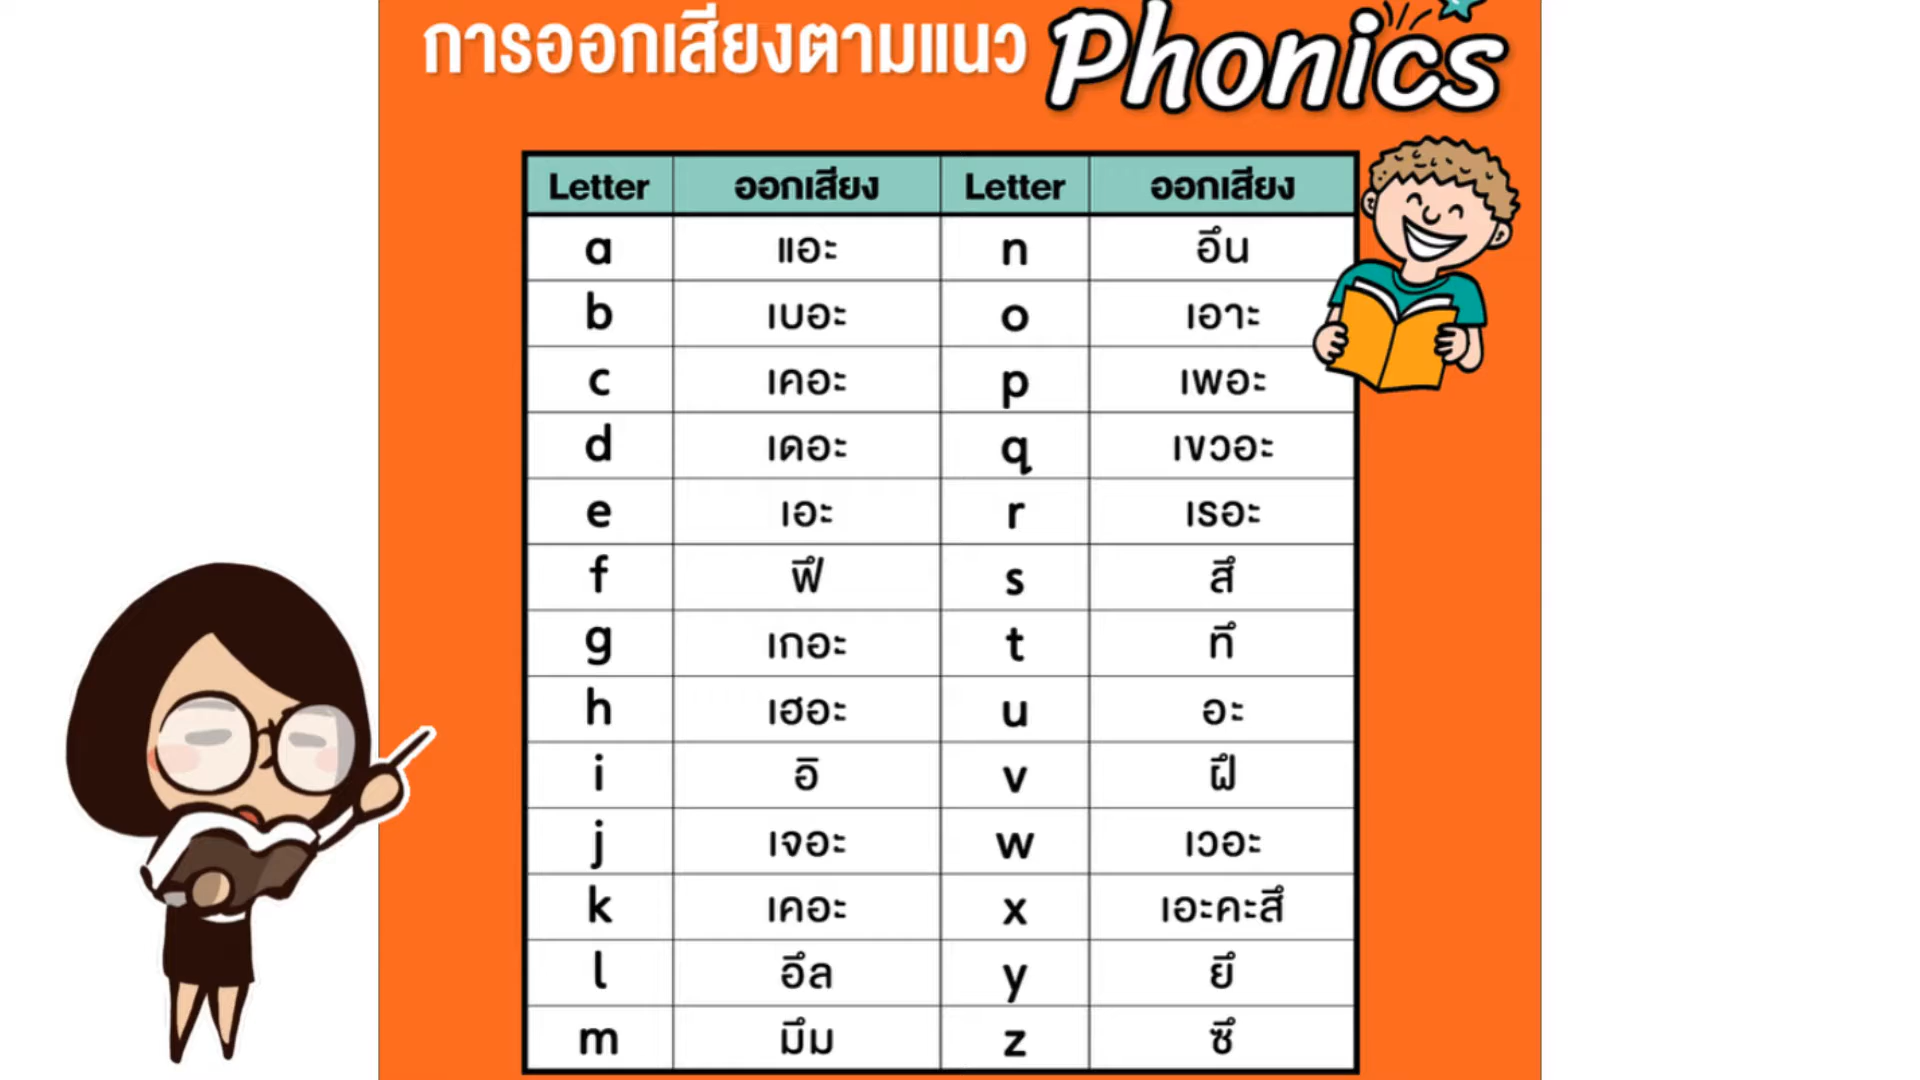 การออกเสียงตามแนว Phonics
Letter ออกเสียง Letter ออกเสียง
a แอะ n อึน
b เบอะ o เอาะ
c เคอะ p เพอะ
d เดอะ q เขวอะ
e เอะ r เรอะ
f ฟึ s สึ
g เกอะ t ทึ
h เฮอะ u อะ
i อิ v ฝึ
j เจอะ w เวอะ
k เคอะ x เอะคะสึ
l อึล y ยึ
m มึม z ซึ